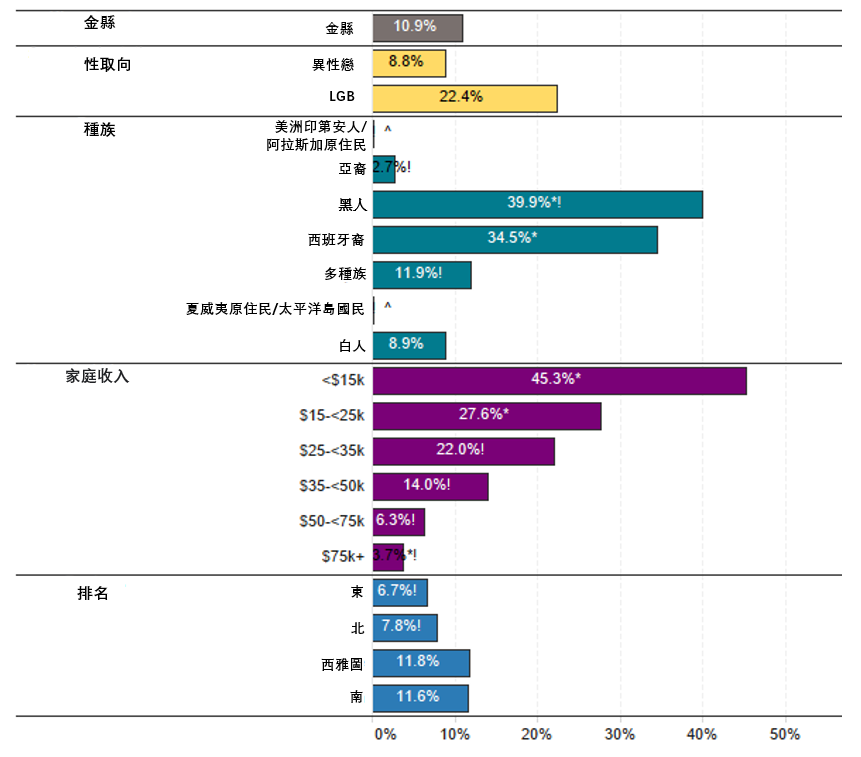 金縣
金縣
10.9%
性取向
異性戀
8.8%
LGB
22.4%
種族
美洲印第安人/
阿拉斯加原住民
^
亞裔
2.7%!
黑人
39.9%*!
西班牙裔
34.5%*
多種族
11.9%!
夏威夷原住民/太平洋島國民
^
白人
8.9%
家庭收入
<$15k
45.3%*
$15-<25k
27.6%*
$25-<35k
22.0%!
$35-<50k
14.0%!
$50-<75k
6.3%!
$75k+
3.7%*!
排名
東
6.7%!
北
7.8%!
西雅圖
11.8%
南
11.6%
0%
10%
20%
30%
40%
50%